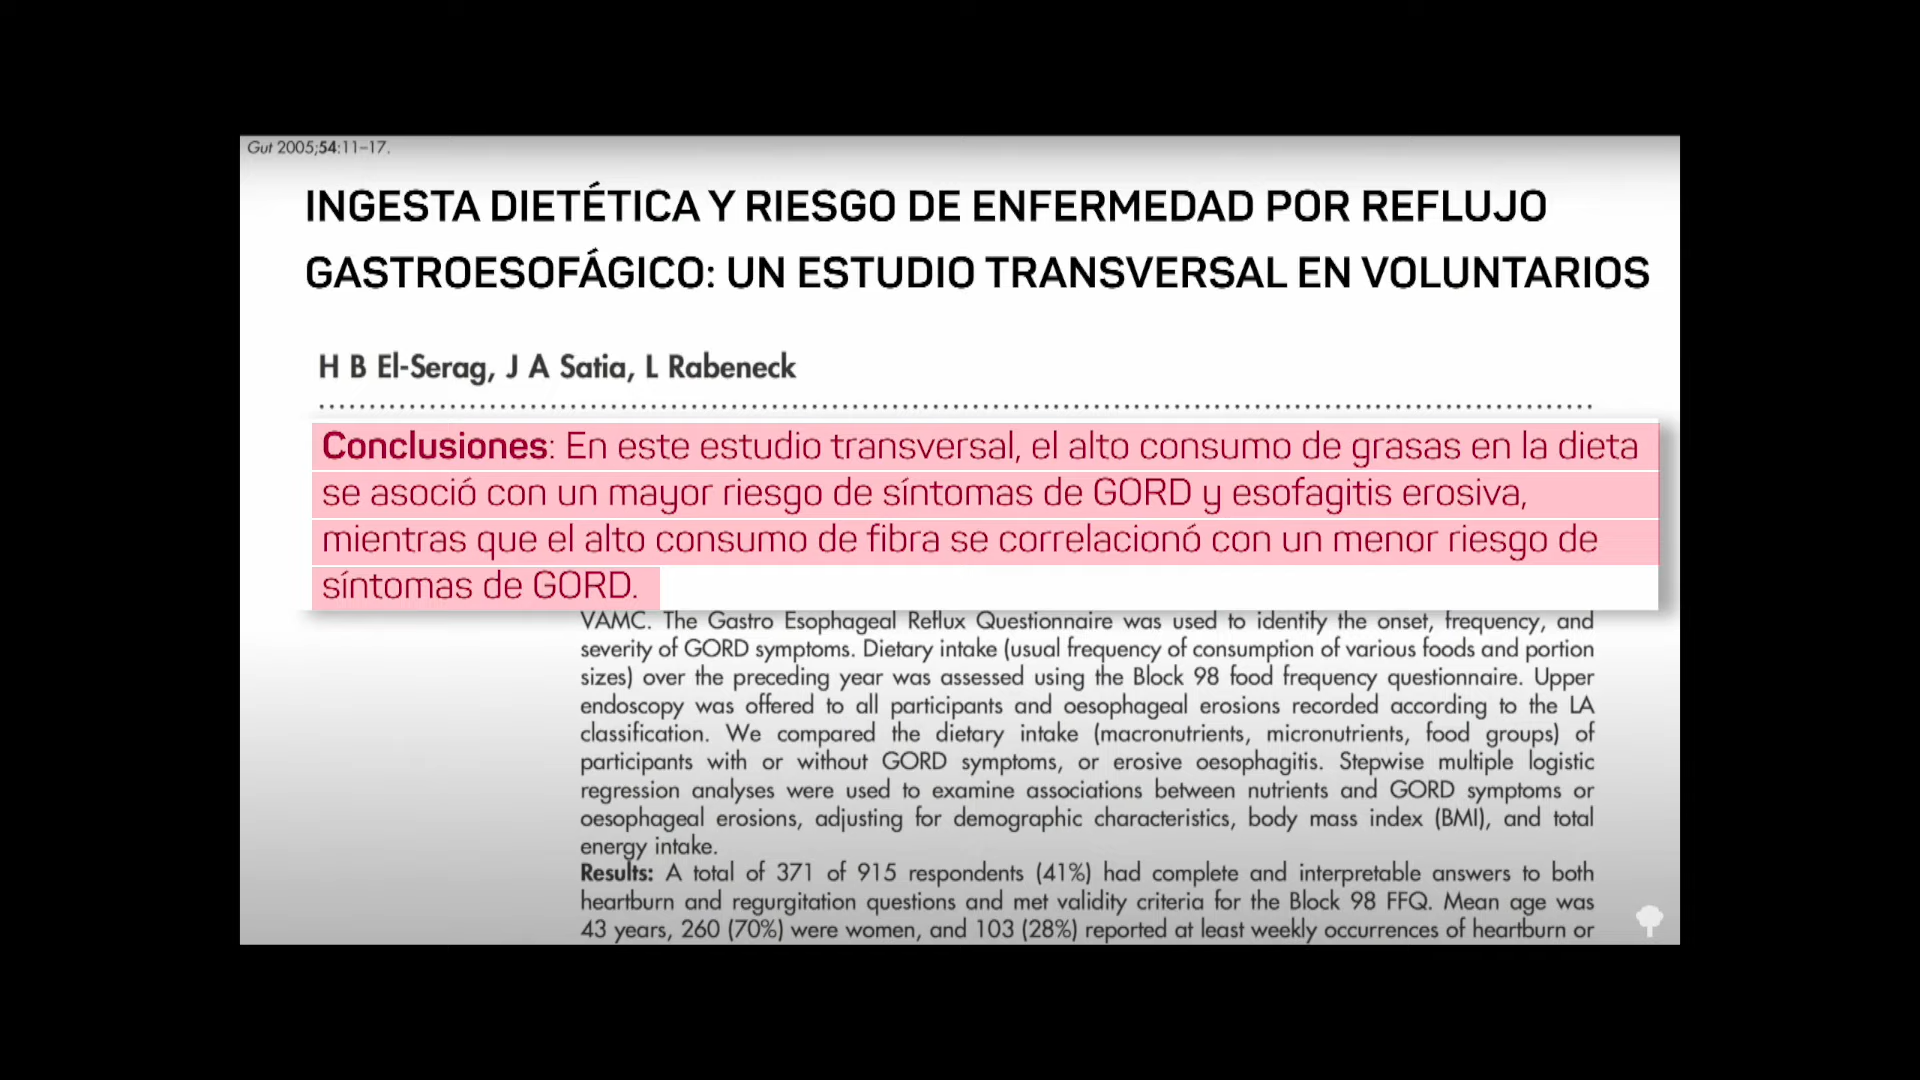 Gut 2005;54:11–17.
INGESTA DIETÉTICA Y RIESGO DE ENFERMEDAD POR REFLUJO
GASTROESOFÁGICO: UN ESTUDIO TRANSVERSAL EN VOLUNTARIOS
H B El-Serag, J A Satia, L Rabeneck
Conclusiones: En este estudio transversal, el alto consumo de grasas en la dieta
se asoció con un mayor riesgo de síntomas de GORD y esofagitis erosiva,
mientras que el alto consumo de fibra se correlacionó con un menor riesgo de
síntomas de GORD.
VAMC. The Gastro Esophageal Reflux Questionnaire was used to identify the onset, frequency, and
severity of GORD symptoms. Dietary intake (usual frequency of consumption of various foods and portion
sizes) over the preceding year was assessed using the Block 98 food frequency questionnaire. Upper
endoscopy was offered to all participants and oesophageal erosions recorded according to the LA
classification. We compared the dietary intake (macronutrients, micronutrients, food groups) of
participants with or without GORD symptoms, or erosive oesophagitis. Stepwise multiple logistic
regression analyses were used to examine associations between nutrients and GORD symptoms or
oesophageal erosions, adjusting for demographic characteristics, body mass index (BMI), and total
energy intake.
Results: A total of 371 of 915 respondents (41%) had complete and interpretable answers to both
heartburn and regurgitation questions and met validity criteria for the Block 98 FFQ. Mean age was
43 years, 260 (70%) were women, and 103 (28%) reported at least weekly occurrences of heartburn or